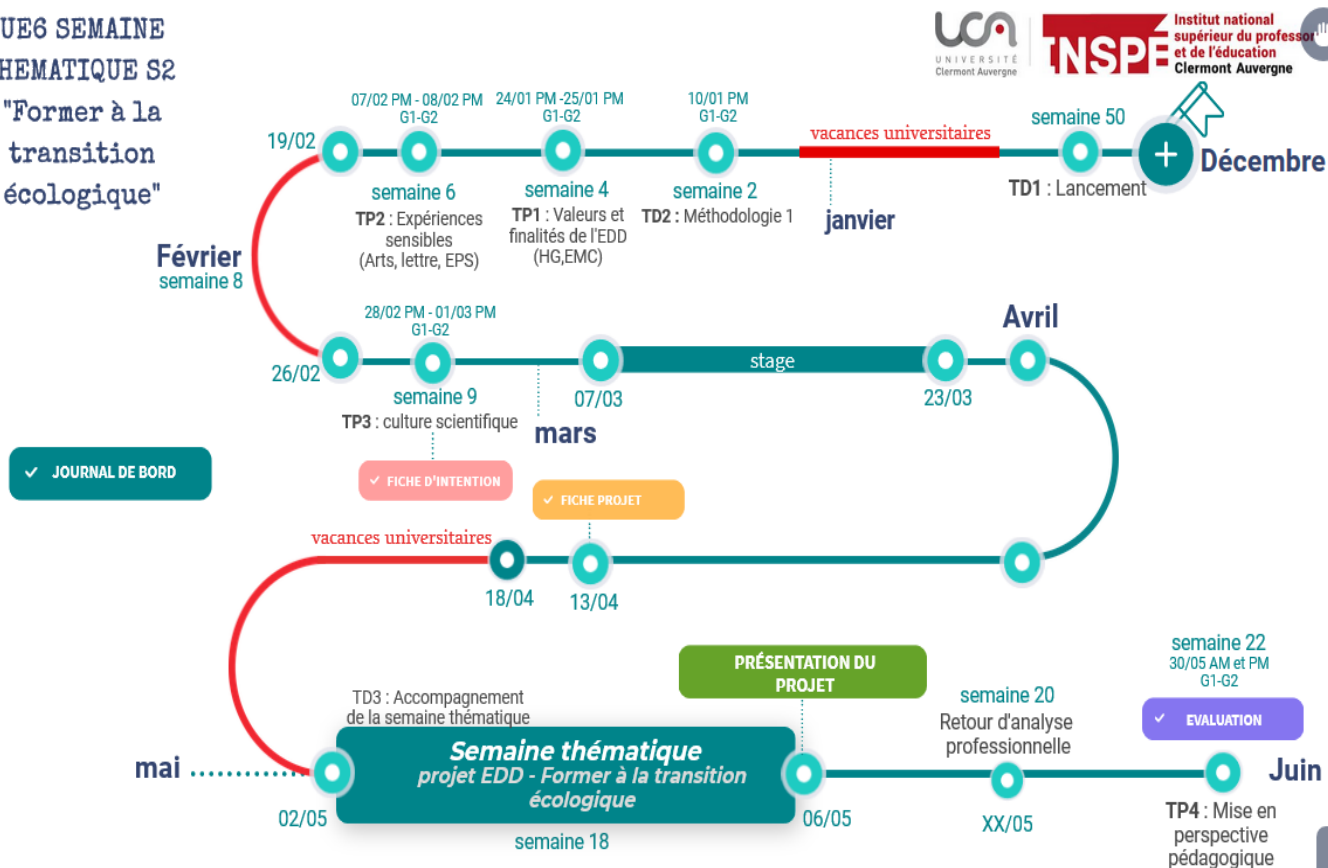 UE6 SEMAINE
HEMATIQUE S2
"Former à la
transition
écologique"
UCA
UNIVERSITÉ
Clermont Auvergne
INSPÉ
Institut national
supérieur du professor
et de l'éducation
Clermont Auvergne
07/02 PM - 08/02 PM
G1-G2
24/01 PM -25/01 PM
G1-G2
10/01 PM
G1-G2
vacances universitaires
semaine 50
19/02
Décembre
semaine 6
TP2 : Expériences
sensibles
(Arts, lettre, EPS)
semaine 4
TP1 : Valeurs et
finalités de l'EDD
(HG,EMC)
semaine 2
TD2 : Méthodologie 1
janvier
TD1 : Lancement
Février
semaine 8
28/02 PM - 01/03 PM
G1-G2
Avril
26/02
stage
semaine 9
TP3 : culture scientifique
mars
07/03
23/03
JOURNAL DE BORD
FICHE D'INTENTION
FICHE PROJET
vacances universitaires
18/04
13/04
TD3 : Accompagnement
de la semaine thématique
PRÉSENTATION DU
PROJET
semaine 20
Retour d'analyse
professionnelle
semaine 22
30/05 AM et PM
G1-G2
EVALUATION
mai
Semaine thématique
projet EDD - Former à la transition
écologique
Juin
02/05
semaine 18
06/05
XX/05
TP4 : Mise en
perspective
pédagogique